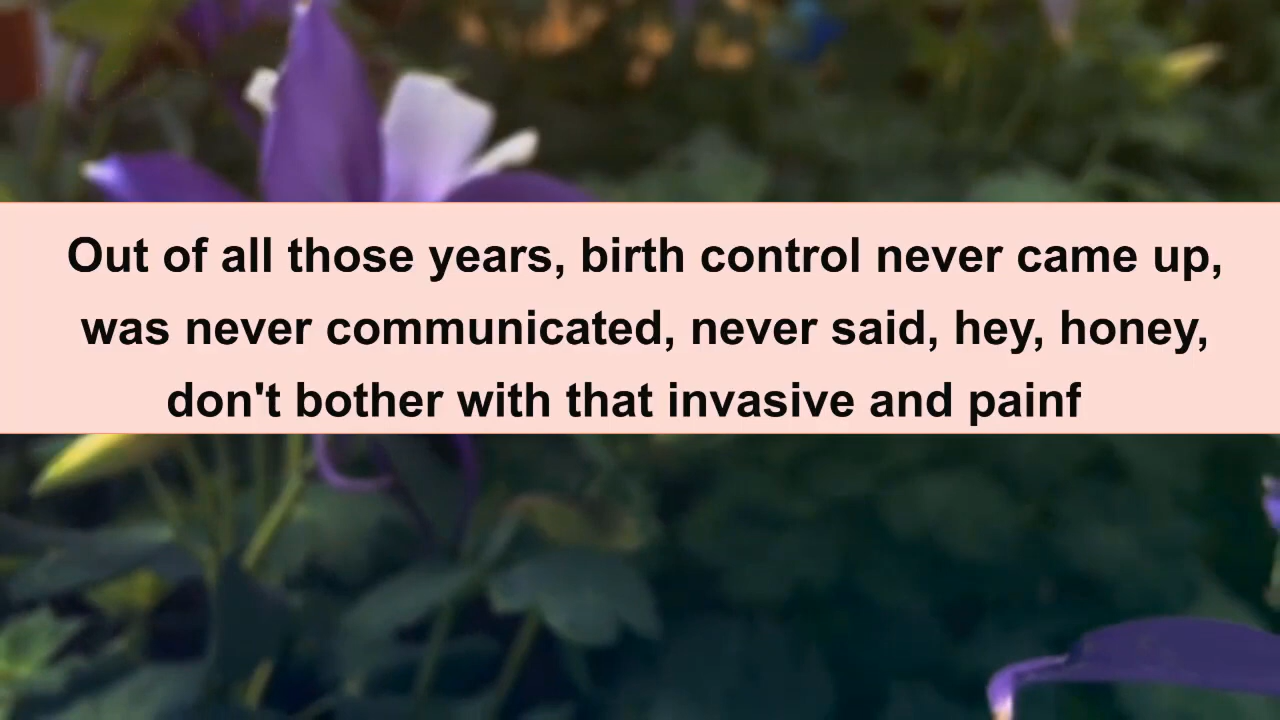 Out of all those years, birth control never came up,
was never communicated, never said, hey, honey,
don't bother with that invasive and painf